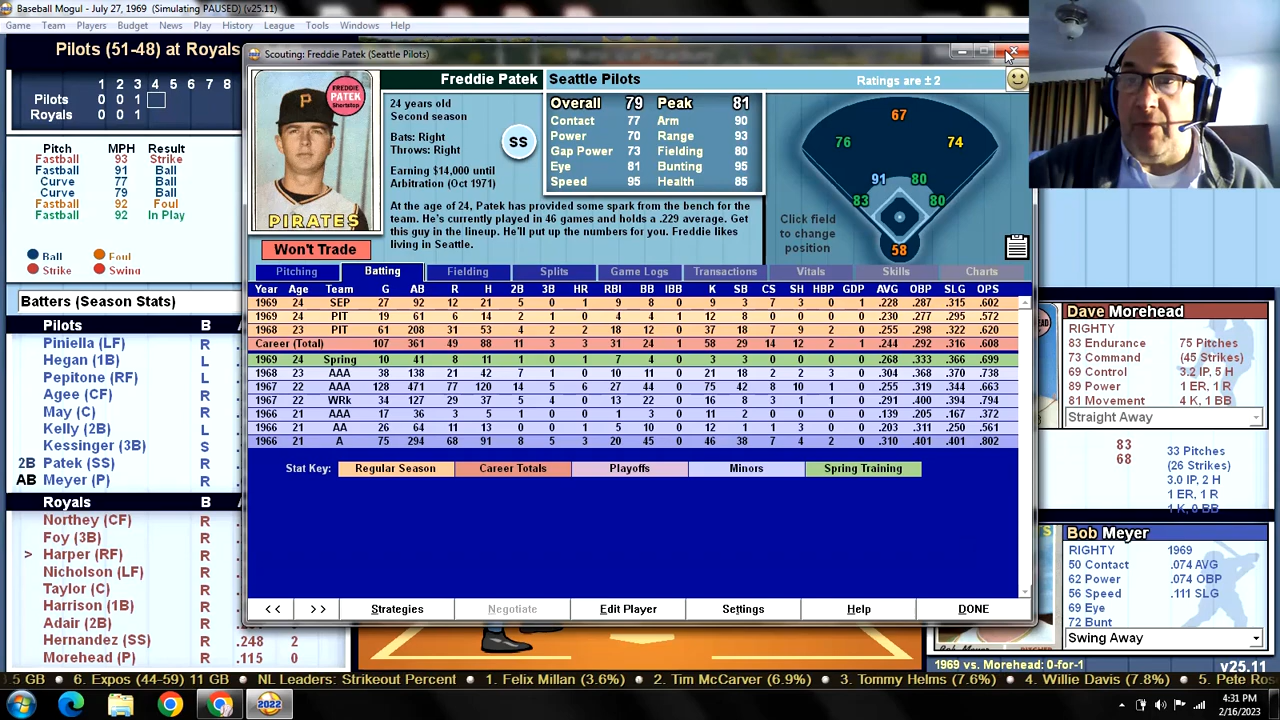 Baseball Mogul - July 27, 1969 (Simulating PAUSED) (v25.11)
Game Team Players Budget News Play History League Tools Windows Help
Pilots (51-48) at Royals
1 2 3 4 5 6 7 8
Pilots 0 0 1
Royals 0 0 1
Pitch MPH Result
Fastball 93 Strike
Fastball 91 Ball
Curve 77 Ball
Curve 79 Ball
Fastball 92 Foul
Fastball 92 In Play
Ball Foul
Strike Swing
Batters (Season Stats)
Pilots B
Piniella (LF) R
Hegan (1B) L
Pepitone (RF) L
Agee (CF) R
May (C) L
Kelly (2B) L
Kessinger (3B) S
2B Patek (SS) R
AB Meyer (P) R
Royals B
Northey (CF) R
Foy (3B) R
> Harper (RF) R
Nicholson (LF) R
Taylor (C) R
Harrison (1B) R
Adair (2B) R
Hernandez (SS) R .248 2
Morehead (P) R .115 0
Scouting: Freddie Patek (Seattle Pilots)
FREDDIE
PATEK
Shortstop
P
PIRATES
Won't Trade
Freddie Patek
24 years old
Second season
Bats: Right
Throws: Right
Earning $14,000 until
Arbitration (Oct 1971)
SS
Seattle Pilots
Overall 79 Peak 81
Contact 77 Arm 90
Power 70 Range 93
Gap Power 73 Fielding 80
Eye 81 Bunting 95
Speed 95 Health 85
At the age of 24, Patek has provided some spark from the bench for the
team. He's currently played in 46 games and holds a .229 average. Get
this guy in the lineup. He'll put up the numbers for you. Freddie likes
living in Seattle.
Ratings are ± 2
67
76 74
91 80
83 80
58
Click field
to change
position
Pitching Batting Fielding Splits Game Logs Transactions Vitals Skills Charts
Year Age Team G AB R H 2B 3B HR RBI BB IBB K SB CS SH HBP GDP AVG OBP SLG OPS
1969 24 SEP 27 92 12 21 5 0 1 9 8 0 9 3 7 3 0 1 .228 .287 .315 .602
1969 24 PIT 19 61 6 14 2 1 0 4 4 1 12 8 0 0 0 0 .230 .277 .295 .572
1968 23 PIT 61 208 31 53 4 2 2 18 12 0 37 18 7 9 2 0 .255 .298 .322 .620
Career (Total) 107 361 49 88 11 3 3 31 24 1 58 29 14 12 2 1 .244 .292 .316 .608
1969 24 Spring 10 41 8 11 1 0 1 7 4 0 3 3 0 0 0 0 .268 .333 .366 .699
1968 23 AAA 38 138 21 42 7 1 0 10 11 0 21 18 2 2 3 0 .304 .368 .370 .738
1967 22 AAA 128 471 77 120 14 5 6 27 44 0 75 42 8 10 1 0 .255 .319 .344 .663
1967 22 WRk 34 127 29 37 5 4 0 13 22 0 16 8 3 1 1 0 .291 .400 .394 .794
1966 21 AAA 17 36 3 5 1 0 0 1 3 0 11 2 0 0 0 0 .139 .205 .167 .372
1966 21 AA 26 64 11 13 0 0 1 5 10 0 12 1 1 3 0 0 .203 .311 .250 .561
1966 21 A 75 294 68 91 8 5 3 20 45 0 46 38 7 4 2 0 .310 .401 .401 .802
Stat Key: Regular Season Career Totals Playoffs Minors Spring Training
<< >> Strategies Negotiate Edit Player Settings Help DONE
Dave Morehead
RIGHTY
83 Endurance 75 Pitches
73 Command (45 Strikes)
69 Control 3.2 IP, 5 H
89 Power 1 ER, 1 R
81 Movement 4 K, 1 BB
Straight Away
83
68
33 Pitches
(26 Strikes)
3.0 IP, 2 H
1 ER, 1 R
1 K, 0 BB
Bob Meyer
RIGHTY 1969
50 Contact .074 AVG
62 Power .074 OBP
56 Speed .111 SLG
69 Eye
72 Bunt
Swing Away
1969 vs. Morehead: 0-for-1
v25.11
3.5 GB 6. Expos (44-59) 11 GB NL Leaders: Strikeout Percent 1. Felix Millan (3.6%) 2. Tim McCarver (6.9%) 3. Tommy Helms (7.6%) 4. Willie Davis (7.8%) 5. Pete Ros
2022
4:31 PM
2/16/2023